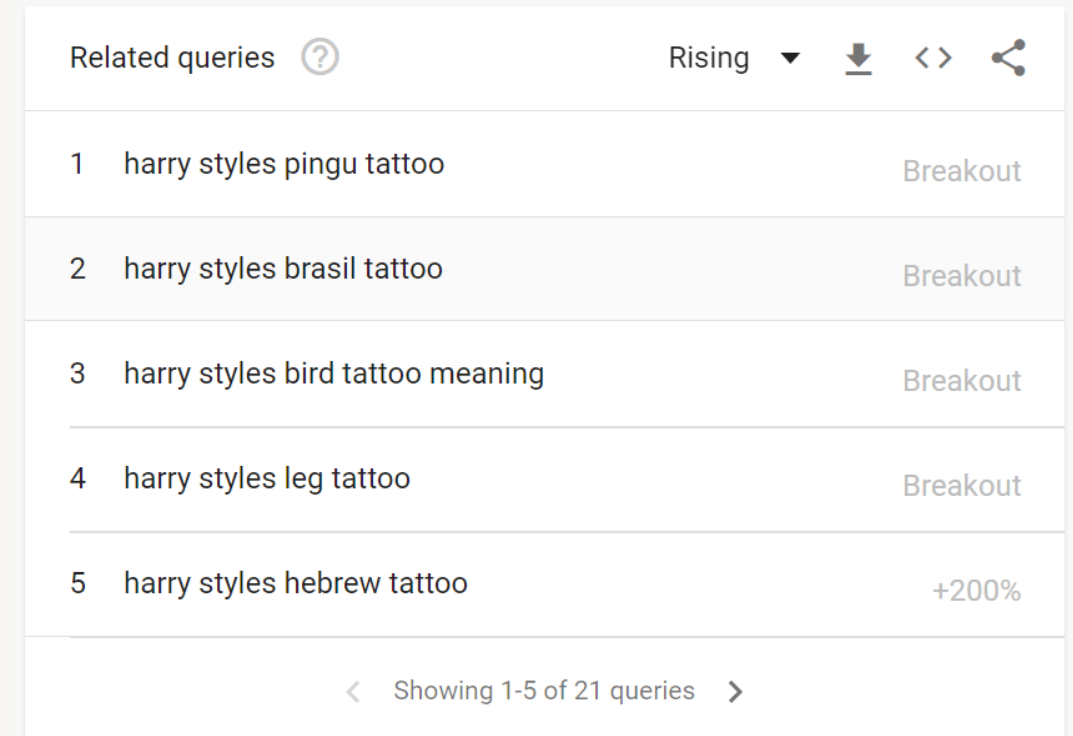 Related queries ? Rising
1 harry styles pingu tattoo Breakout
2 harry styles brasil tattoo Breakout
3 harry styles bird tattoo meaning Breakout
4 harry styles leg tattoo Breakout
5 harry styles hebrew tattoo +200%
Showing 1-5 of 21 queries